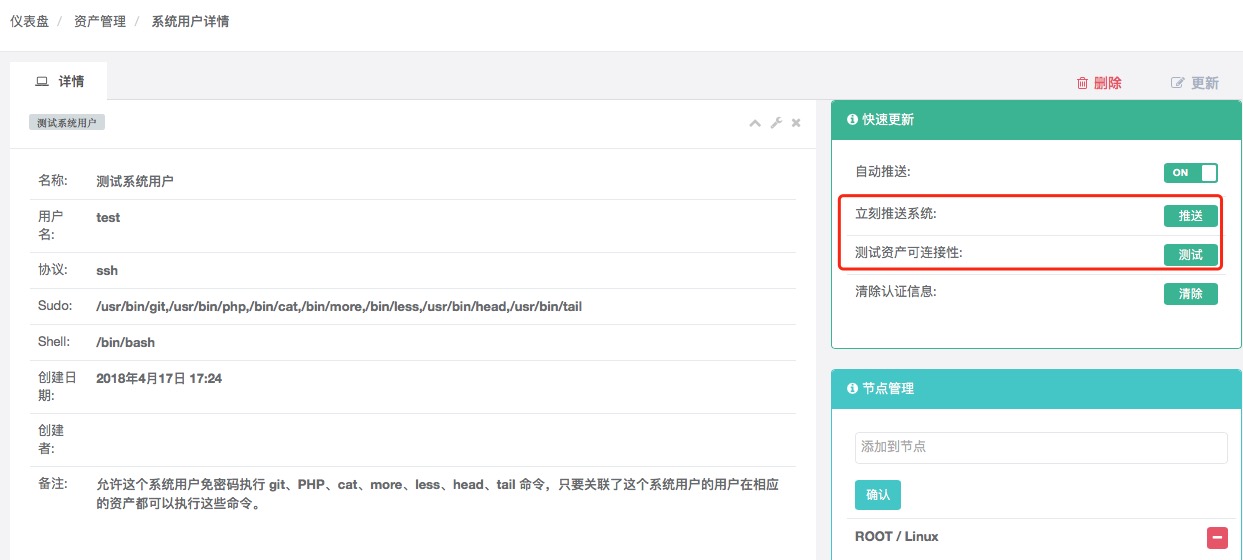 仪表盘 / 资产管理 / 系统用户详情
详情
删除
更新
测试系统用户
名称: 测试系统用户
用户名: test
协议: ssh
Sudo: /usr/bin/git,/usr/bin/php,/bin/cat,/bin/more,/bin/less,/usr/bin/head,/usr/bin/tail
Shell: /bin/bash
创建日期: 2018年4月17日 17:24
创建者:
备注: 允许这个系统用户免密码执行 git、PHP、cat、more、less、head、tail 命令，只要关联了这个系统用户的用户在相应
的资产都可以执行这些命令。
快速更新
自动推送: ON
立刻推送系统: 推送
测试资产可连接性: 测试
清除认证信息: 清除
节点管理
添加到节点
确认
ROOT / Linux